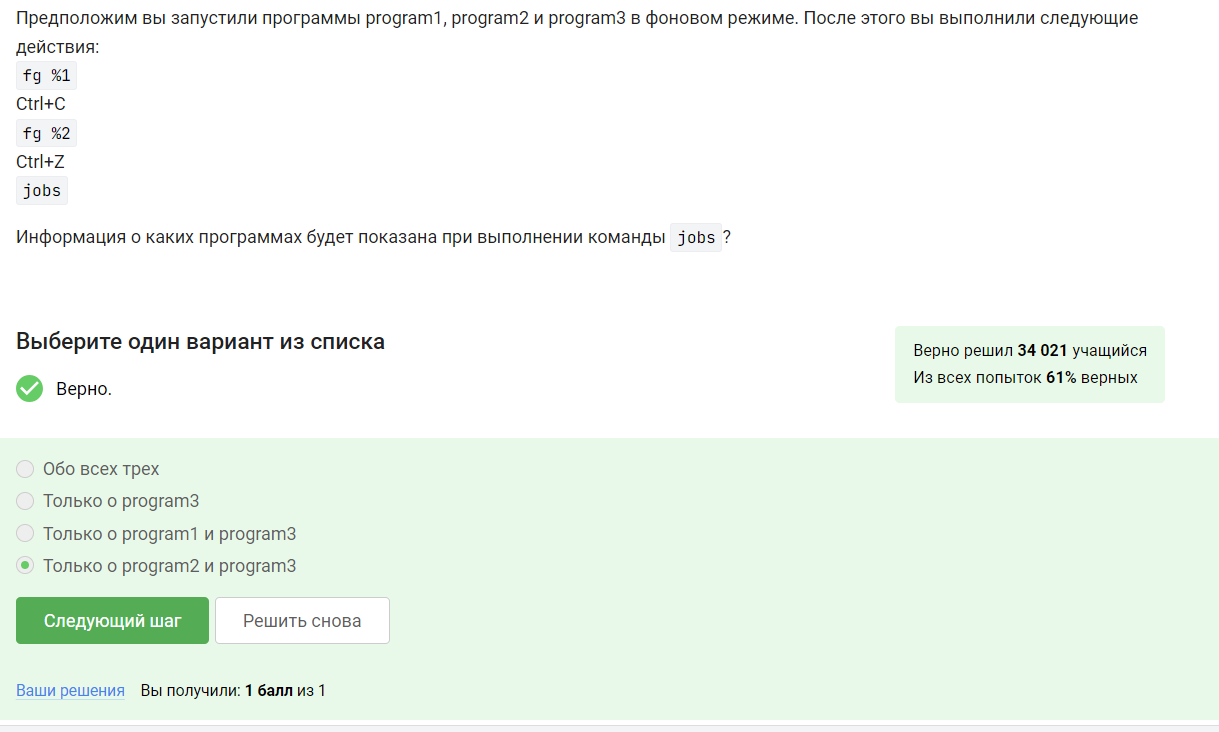 Предположим вы запустили программы program1, program2 и program3 в фоновом режиме. После этого вы выполнили следующие
действия:
fg %1
Ctrl+C
fg %2
Ctrl+Z
jobs
Информация о каких программах будет показана при выполнении команды jobs ?
Выберите один вариант из списка
Верно.
Верно решил 34 021 учащийся
Из всех попыток 61% верных
Обо всех трех
Только о program3
Только о program1 и program3
Только о program2 и program3
Следующий шаг
Решить снова
Ваши решения Вы получили: 1 балл из 1